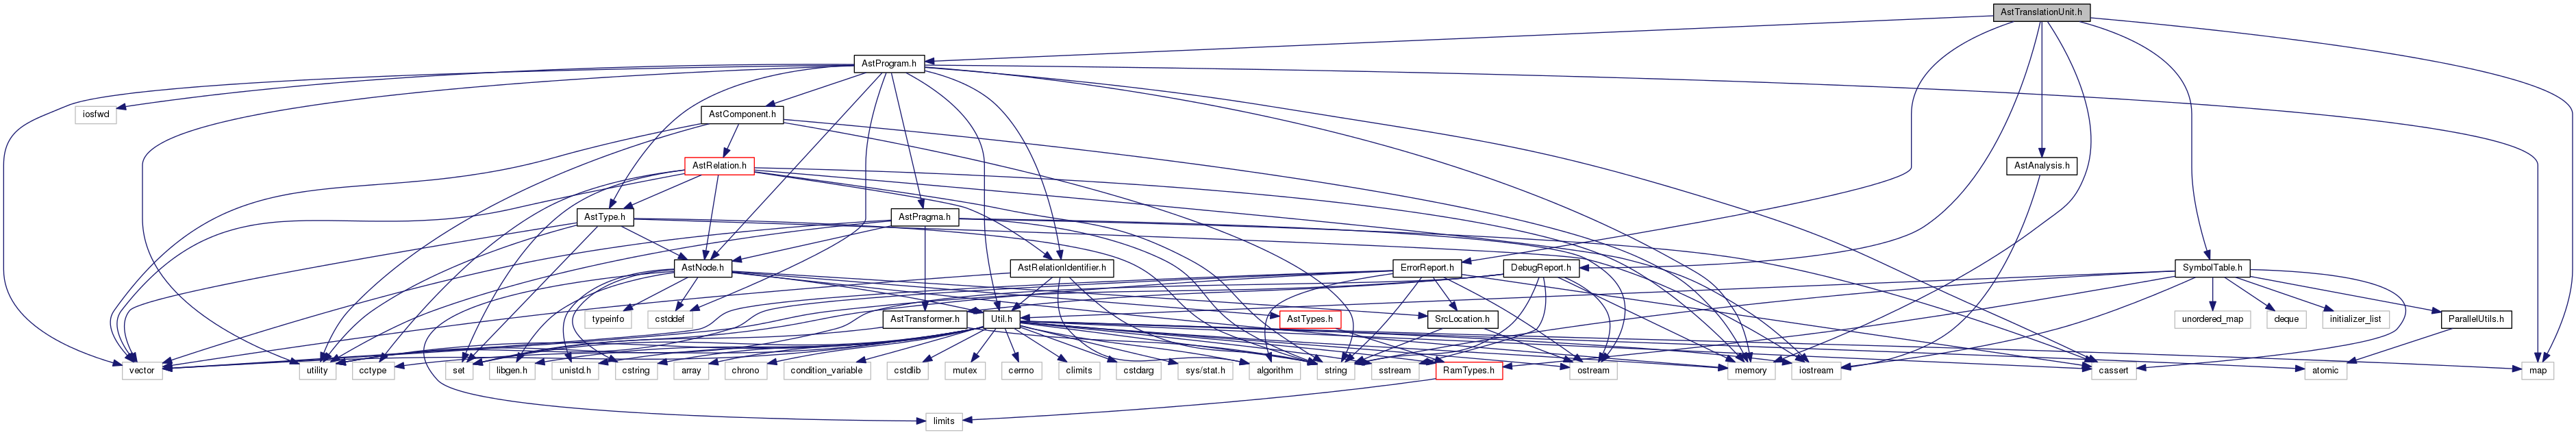 AstTranslationUnit.h
AstProgram.h
iosfwd
AstComponent.h
AstRelation.h
AstAnalysis.h
AstType.h
AstPragma.h
AstNode.h
AstRelationIdentifier.h
ErrorReport.h
DebugReport.h
SymbolTable.h
typeinfo
cstddef
AstTransformer.h
Util.h
AstTypes.h
SrcLocation.h
unordered_map
deque
initializer_list
ParallelUtils.h
vector
utility
cctype
set
libgen.h
unistd.h
cstring
array
chrono
condition_variable
cstdlib
mutex
cerrno
climits
cstdarg
sys/stat.h
algorithm
string
sstream
RamTypes.h
ostream
memory
iostream
cassert
atomic
map
limits